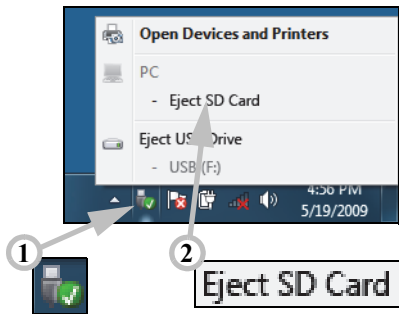 Open Devices and Printers
PC
- Eject SD Card
Eject USB Drive
- USB (F:)
4:56 PM
5/19/2009
1
2
Eject SD Card